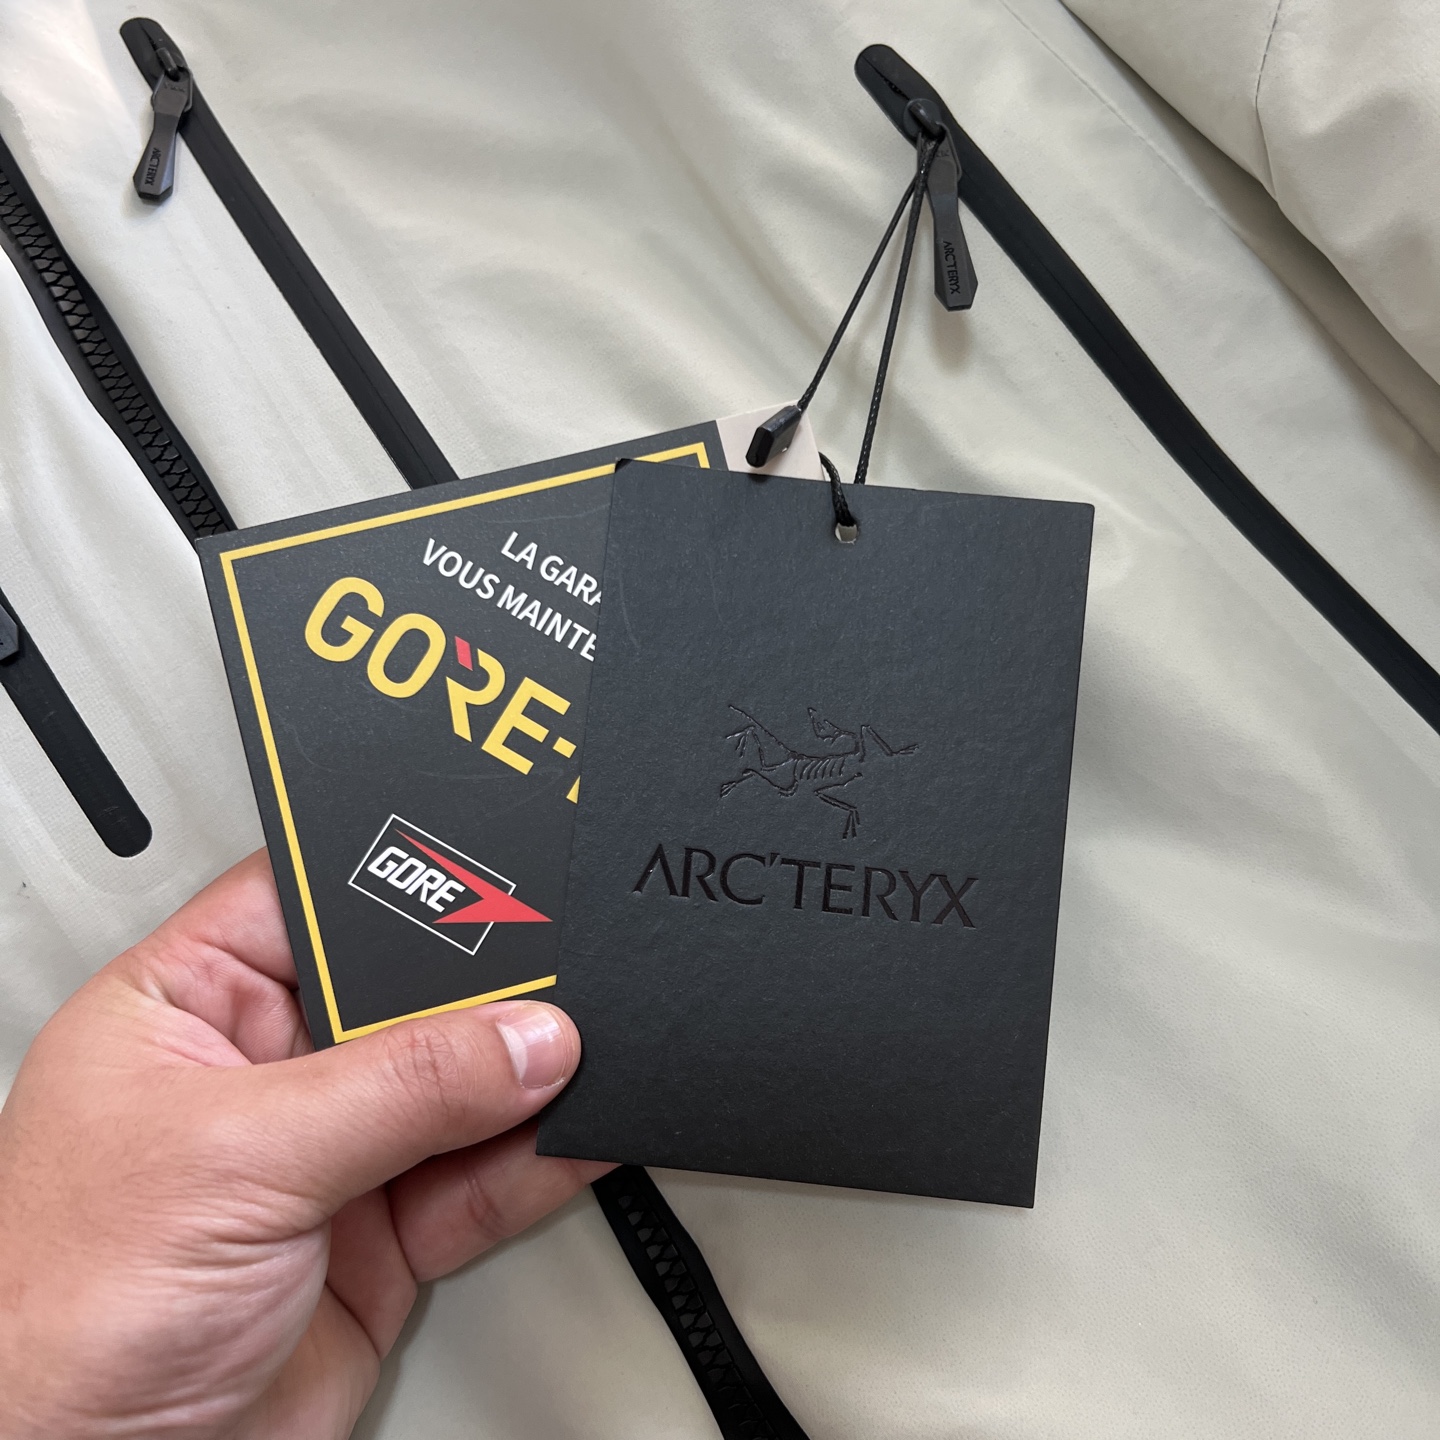 ARC'TERYX
ARC'TERYX
LA GARA
VOUS MAINTE
GORE-
GORE
ARC'TERYX